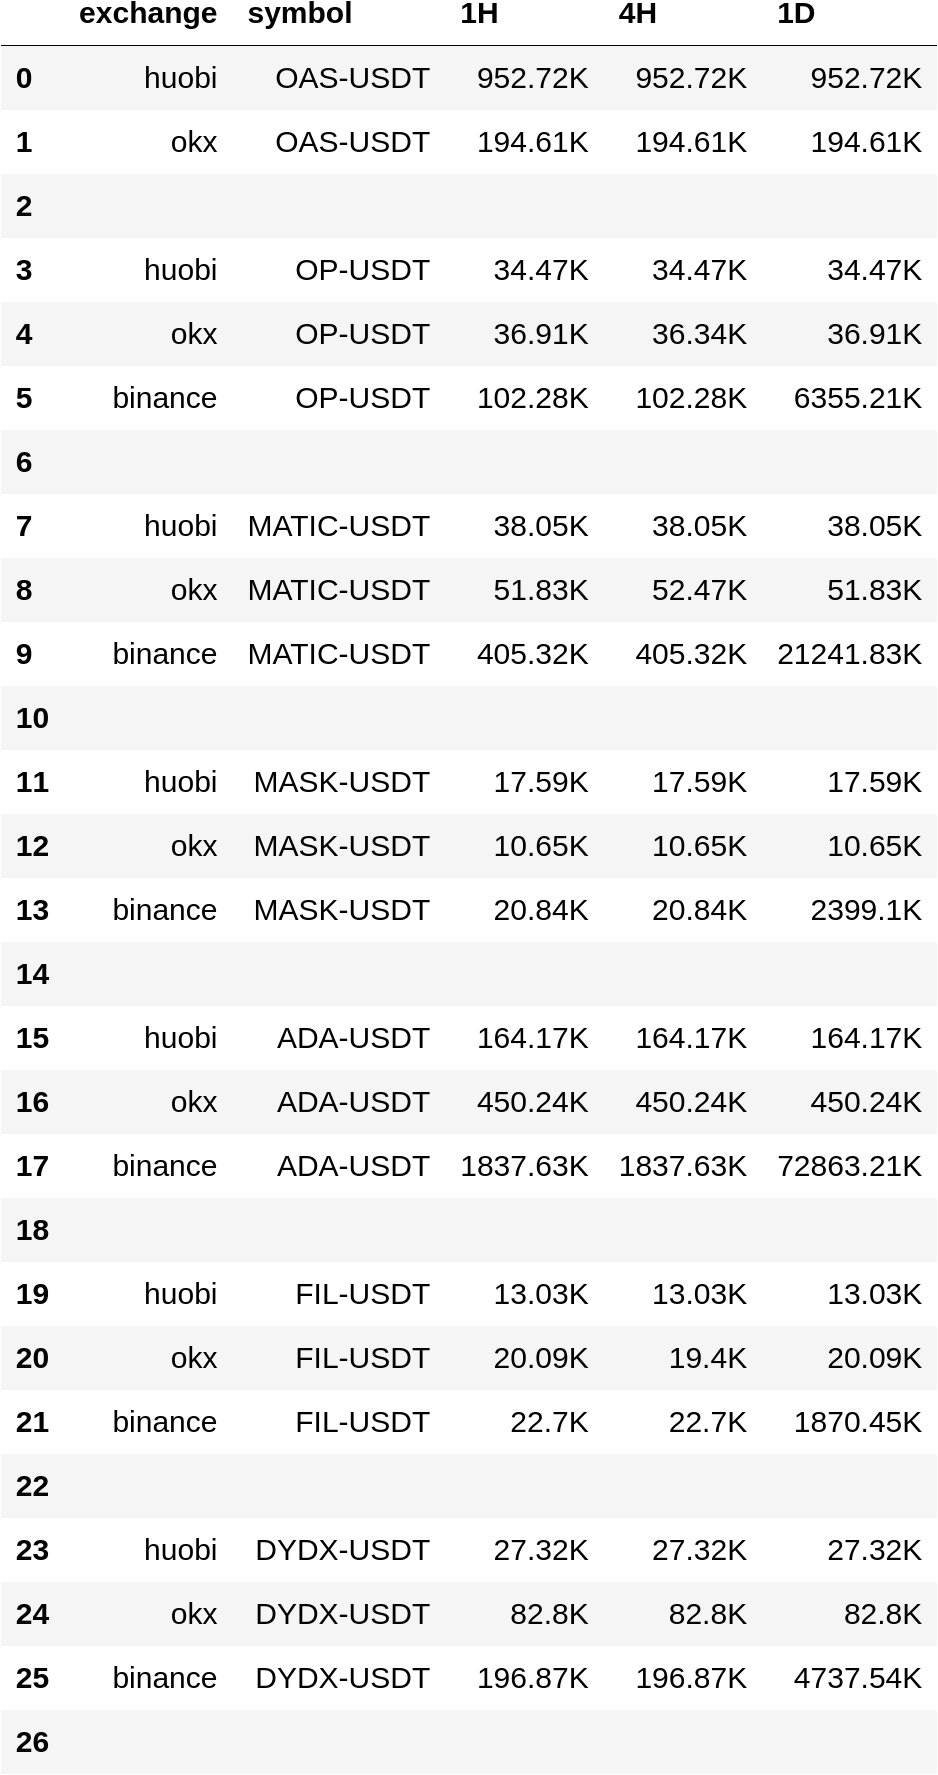 exchange symbol 1H 4H 1D
0 huobi OAS-USDT 952.72K 952.72K 952.72K
1 okx OAS-USDT 194.61K 194.61K 194.61K
2
3 huobi OP-USDT 34.47K 34.47K 34.47K
4 okx OP-USDT 36.91K 36.34K 36.91K
5 binance OP-USDT 102.28K 102.28K 6355.21K
6
7 huobi MATIC-USDT 38.05K 38.05K 38.05K
8 okx MATIC-USDT 51.83K 52.47K 51.83K
9 binance MATIC-USDT 405.32K 405.32K 21241.83K
10
11 huobi MASK-USDT 17.59K 17.59K 17.59K
12 okx MASK-USDT 10.65K 10.65K 10.65K
13 binance MASK-USDT 20.84K 20.84K 2399.1K
14
15 huobi ADA-USDT 164.17K 164.17K 164.17K
16 okx ADA-USDT 450.24K 450.24K 450.24K
17 binance ADA-USDT 1837.63K 1837.63K 72863.21K
18
19 huobi FIL-USDT 13.03K 13.03K 13.03K
20 okx FIL-USDT 20.09K 19.4K 20.09K
21 binance FIL-USDT 22.7K 22.7K 1870.45K
22
23 huobi DYDX-USDT 27.32K 27.32K 27.32K
24 okx DYDX-USDT 82.8K 82.8K 82.8K
25 binance DYDX-USDT 196.87K 196.87K 4737.54K
26